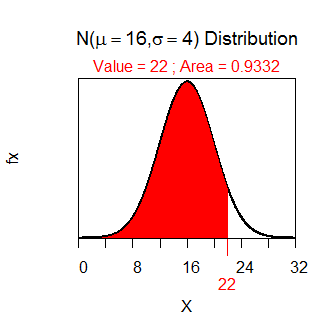 N(μ = 16,σ = 4) Distribution
Value = 22 ; Area = 0.9332
fx
0 8 16 24 32
22
X